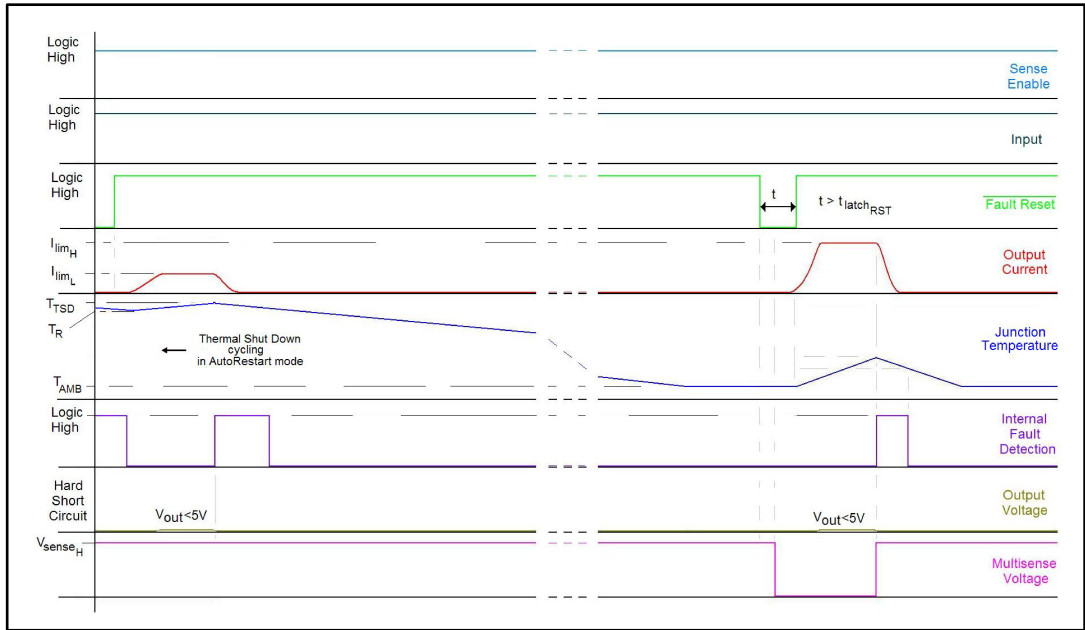 Logic
High
Sense
Enable
Logic
High
Input
Logic
High
t
t > tlatchRST
Fault Reset
IlimH
IlimL
Output
Current
TTSD
TR
Thermal Shut Down
cycling
in AutoRestart mode
Junction
Temperature
TAMB
Logic
High
Internal
Fault
Detection
Hard
Short
Circuit
Vout<5V
Vout<5V
Output
Voltage
VsenseH
Multisense
Voltage